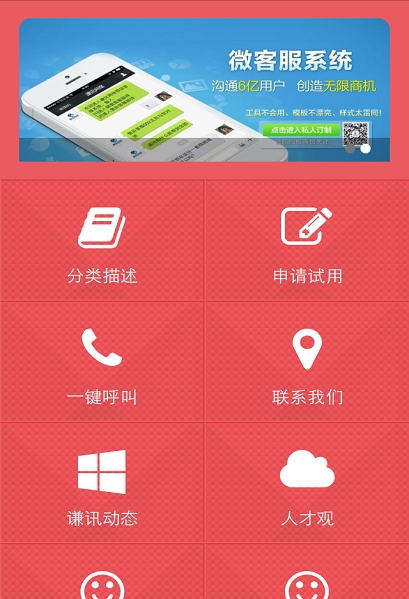 微客服系统
沟通6亿用户 创造无限商机
工具不会用、模板不漂亮、样式太雷同!
点击进入私人订制
分类描述
申请试用
一键呼叫
联系我们
谦讯动态
人才观